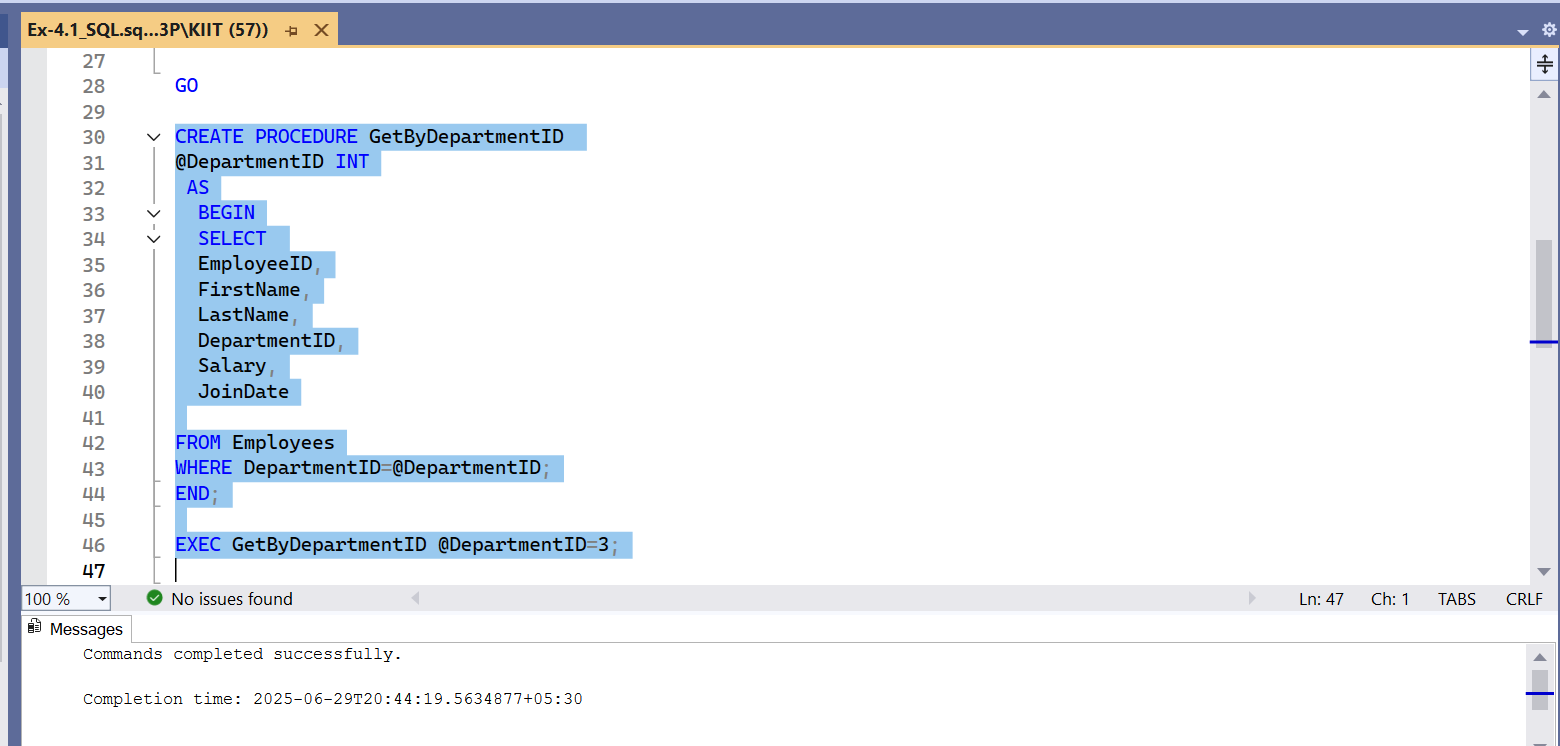 Ex-4.1_SQL.sq...3P\KIIT (57))
27
28 GO
29
30 CREATE PROCEDURE GetByDepartmentID
31 @DepartmentID INT
32 AS
33 BEGIN
34 SELECT
35 EmployeeID,
36 FirstName,
37 LastName,
38 DepartmentID,
39 Salary,
40 JoinDate
41
42 FROM Employees
43 WHERE DepartmentID=@DepartmentID;
44 END;
45
46 EXEC GetByDepartmentID @DepartmentID=3;
47
100 % No issues found Ln: 47 Ch: 1 TABS CRLF
Messages
Commands completed successfully.
Completion time: 2025-06-29T20:44:19.5634877+05:30